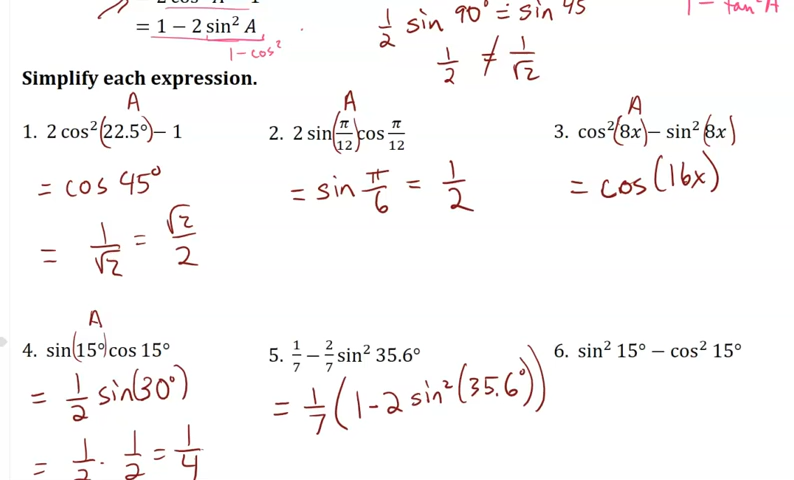 = 1 − 2 sin² A
1 - cos²
1/2 sin 90° = sin 45
1/2 ≠ 1/√2
1 - tan² A
Simplify each expression.
A
1. 2 cos²(22.5°) − 1
= cos 45°
= 1/√2 = √2/2
A
2. 2 sin(π/12) cos π/12
= sin π/6 = 1/2
A
3. cos²(8x) − sin²(8x)
= cos(16x)
A
4. sin(15°) cos 15°
= 1/2 sin(30°)
= 1/2 · 1/2 = 1/4
5. 1/7 − 2/7 sin² 35.6°
= 1/7 (1 - 2 sin² (35.6°))
6. sin² 15° − cos² 15°